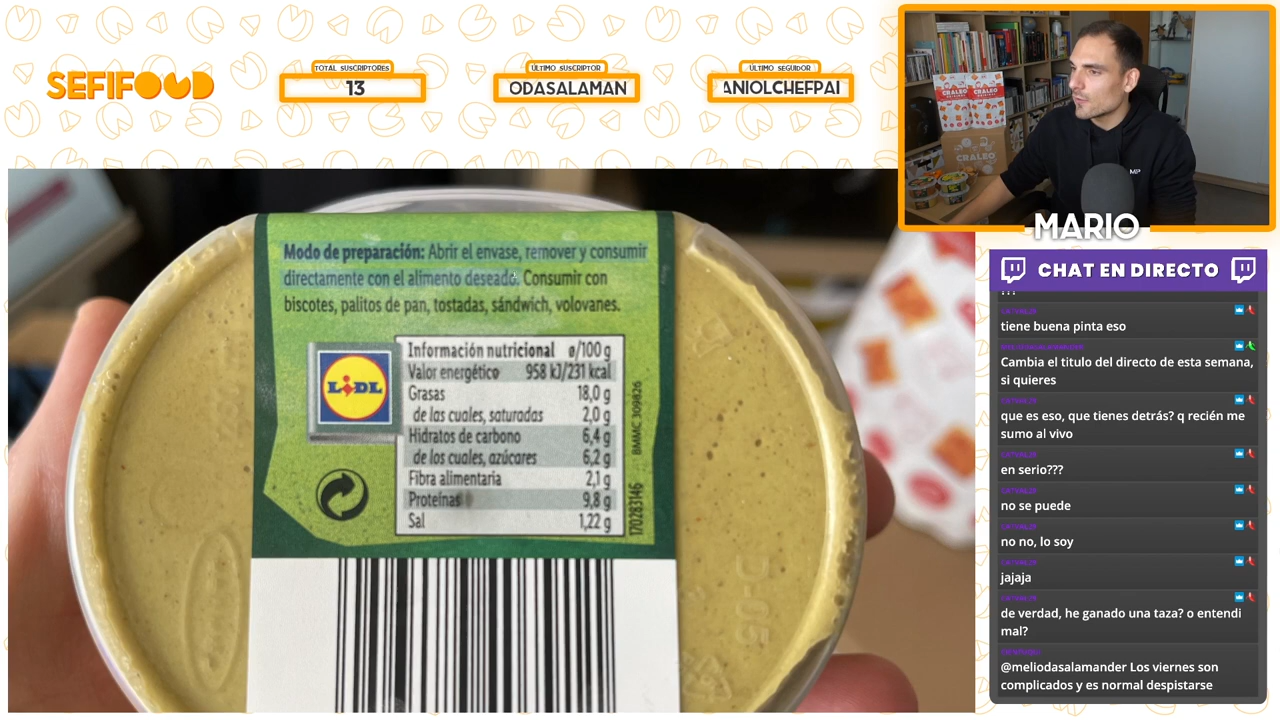 SEFIFOOD
TOTAL SUSCRIPTORES
13
ÚLTIMO SUSCRIPTOR
ODASALAMAN
ÚLTIMO SEGUIDOR
ANIOLCHEFPAI
CRALEO
CRALEO
CRALEO
MARIO
Modo de preparación: Abrir el envase, remover y consumir
directamente con el alimento deseado. Consumir con
biscotes, palitos de pan, tostadas, sándwich, volovanes.
LIDL
Información nutricional ø/100 g
Valor energético 958 kJ/231 kcal
Grasas 18,0 g
de las cuales, saturadas 2,0 g
Hidratos de carbono 6,4 g
de los cuales, azúcares 6,2 g
Fibra alimentaria 2,1 g
Proteínas 9,8 g
Sal 1,22 g
BMMC 309826
170283146
CHAT EN DIRECTO
tiene buena pinta eso
Cambia el titulo del directo de esta semana,
si quieres
que es eso, que tienes detrás? q recién me
sumo al vivo
en serio???
no se puede
no no, lo soy
jajaja
de verdad, he ganado una taza? o entendi
mal?
@meliodasalamander Los viernes son
complicados y es normal despistarse